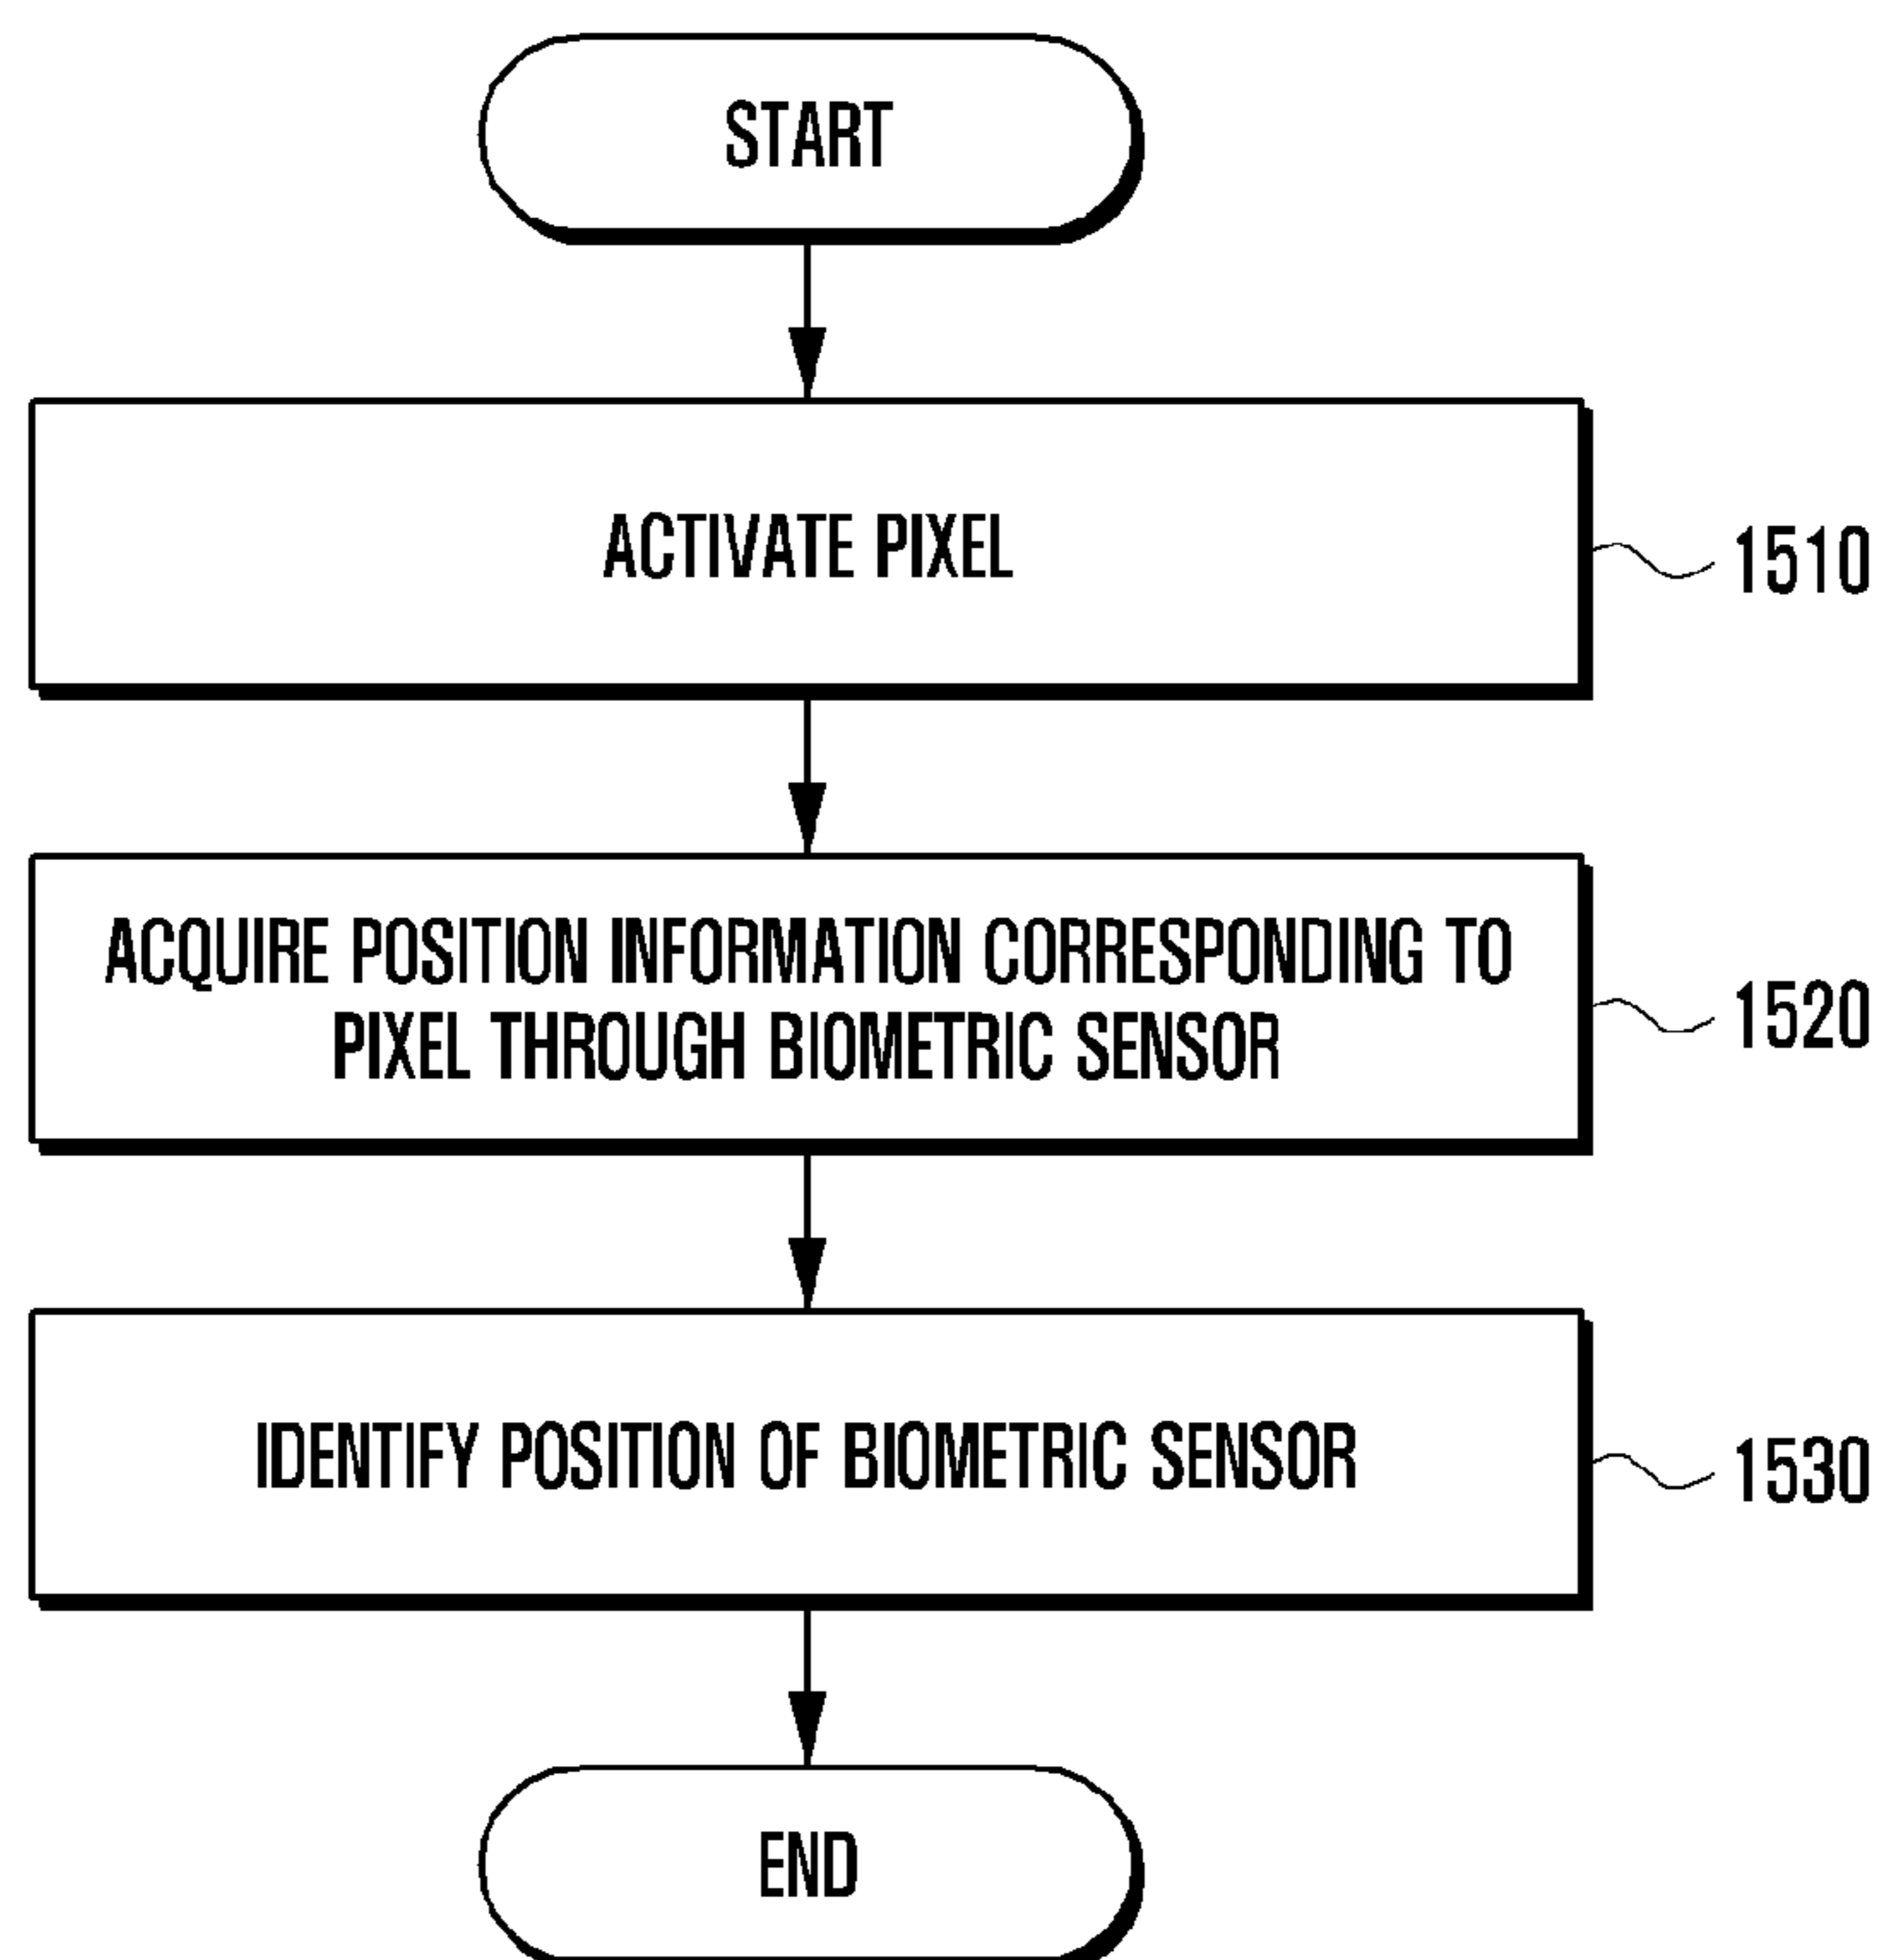 START
ACTIVATE PIXEL
1510
ACQUIRE POSITION INFORMATION CORRESPONDING TO
PIXEL THROUGH BIOMETRIC SENSOR
1520
IDENTIFY POSITION OF BIOMETRIC SENSOR
1530
END